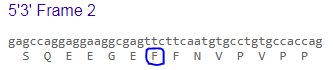 5'3' Frame 2
gagccaggaggaaggcgagttcttcaatgtgcctgtgccaccag
S Q E E G E F F N V P V P P